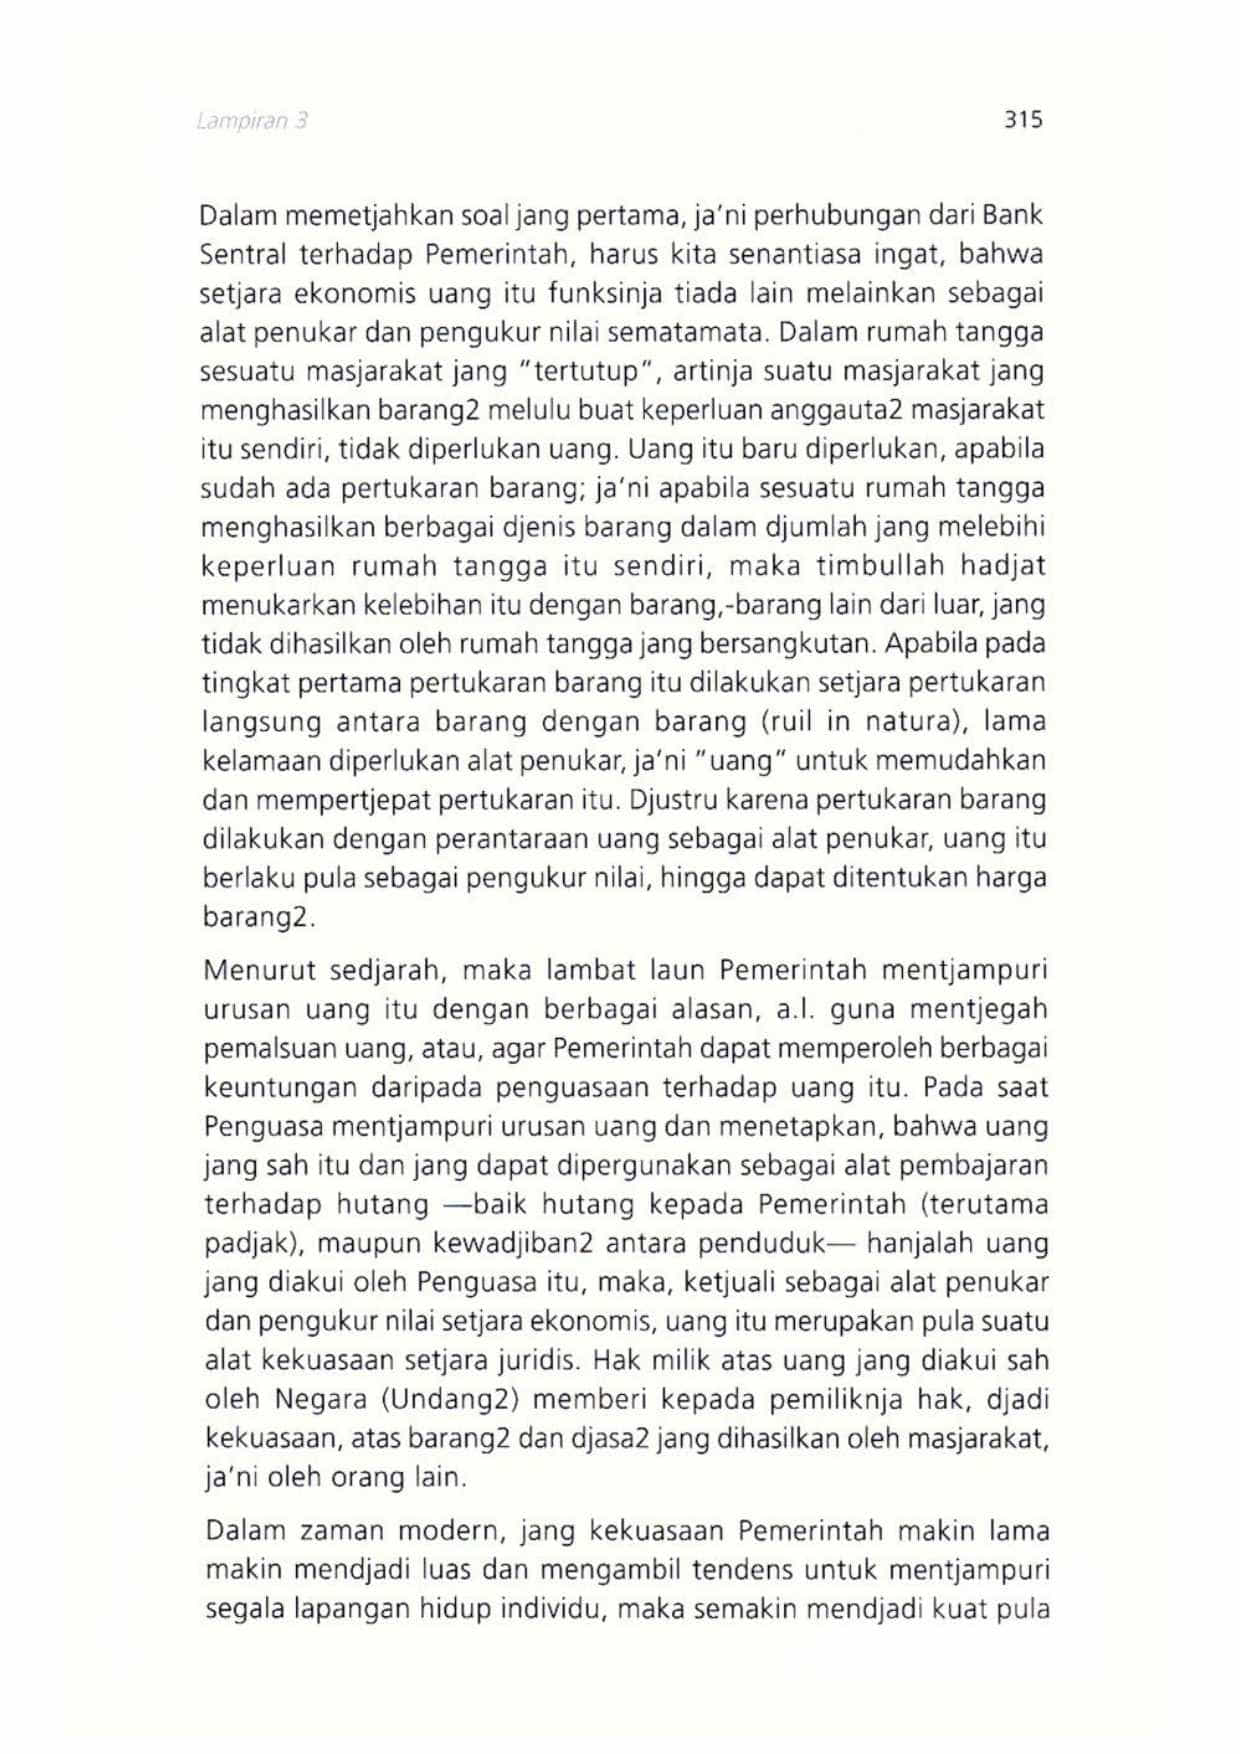 Lampiran 3
315
Dalam memetjahkan soal jang pertama, ja'ni perhubungan dari Bank
Sentral terhadap Pemerintah, harus kita senantiasa ingat, bahwa
setjara ekonomis uang itu funksinja tiada lain melainkan sebagai
alat penukar dan pengukur nilai sematamata. Dalam rumah tangga
sesuatu masjarakat jang "tertutup", artinja suatu masjarakat jang
menghasilkan barang2 melulu buat keperluan anggauta2 masjarakat
itu sendiri, tidak diperlukan uang. Uang itu baru diperlukan, apabila
sudah ada pertukaran barang; ja'ni apabila sesuatu rumah tangga
menghasilkan berbagai djenis barang dalam djumlah jang melebihi
keperluan rumah tangga itu sendiri, maka timbullah hadjat
menukarkan kelebihan itu dengan barang,-barang lain dari luar, jang
tidak dihasilkan oleh rumah tangga jang bersangkutan. Apabila pada
tingkat pertama pertukaran barang itu dilakukan setjara pertukaran
langsung antara barang dengan barang (ruil in natura), lama
kelamaan diperlukan alat penukar, ja'ni "uang" untuk memudahkan
dan mempertjepat pertukaran itu. Djustru karena pertukaran barang
dilakukan dengan perantaraan uang sebagai alat penukar, uang itu
berlaku pula sebagai pengukur nilai, hingga dapat ditentukan harga
barang2.
Menurut sedjarah, maka lambat laun Pemerintah mentjampuri
urusan uang itu dengan berbagai alasan, a.l. guna mentjegah
pemalsuan uang, atau, agar Pemerintah dapat memperoleh berbagai
keuntungan daripada penguasaan terhadap uang itu. Pada saat
Penguasa mentjampuri urusan uang dan menetapkan, bahwa uang
jang sah itu dan jang dapat dipergunakan sebagai alat pembajaran
terhadap hutang —baik hutang kepada Pemerintah (terutama
padjak), maupun kewadjiban2 antara penduduk— hanjalah uang
jang diakui oleh Penguasa itu, maka, ketjuali sebagai alat penukar
dan pengukur nilai setjara ekonomis, uang itu merupakan pula suatu
alat kekuasaan setjara juridis. Hak milik atas uang jang diakui sah
oleh Negara (Undang2) memberi kepada pemiliknja hak, djadi
kekuasaan, atas barang2 dan djasa2 jang dihasilkan oleh masjarakat,
ja'ni oleh orang lain.
Dalam zaman modern, jang kekuasaan Pemerintah makin lama
makin mendjadi luas dan mengambil tendens untuk mentjampuri
segala lapangan hidup individu, maka semakin mendjadi kuat pula